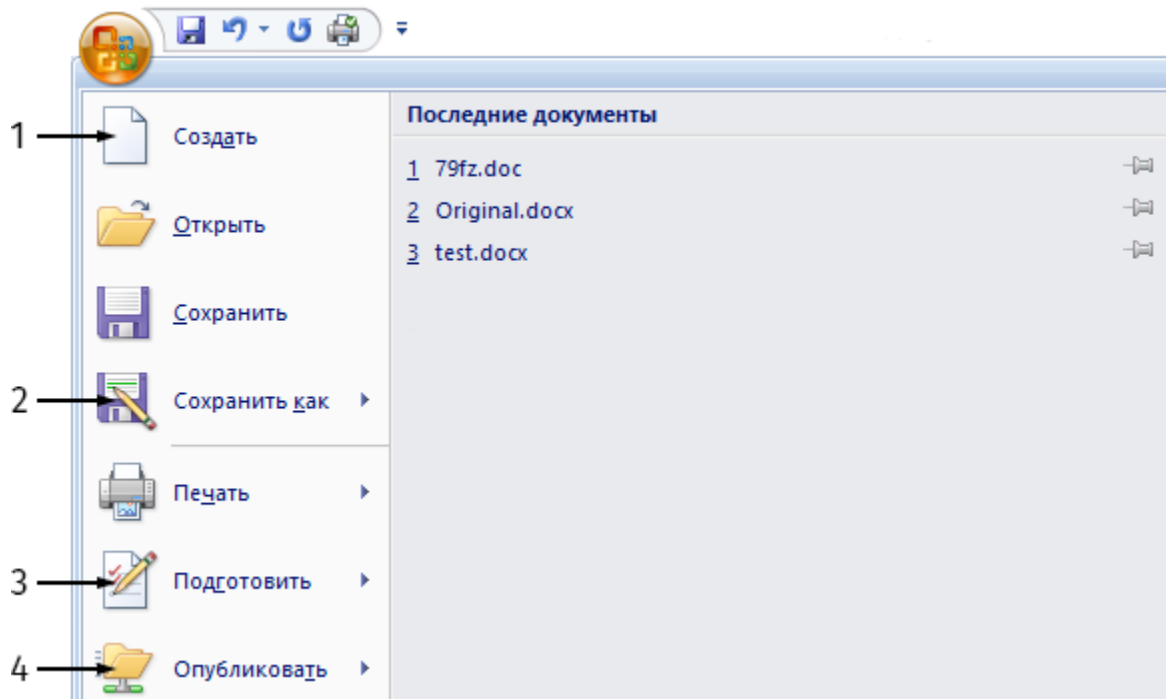 Последние документы
1 Создать
1 79fz.doc
2 Original.docx
Открыть
3 test.docx
Сохранить
2 Сохранить как
Печать
3 Подготовить
4 Опубликовать